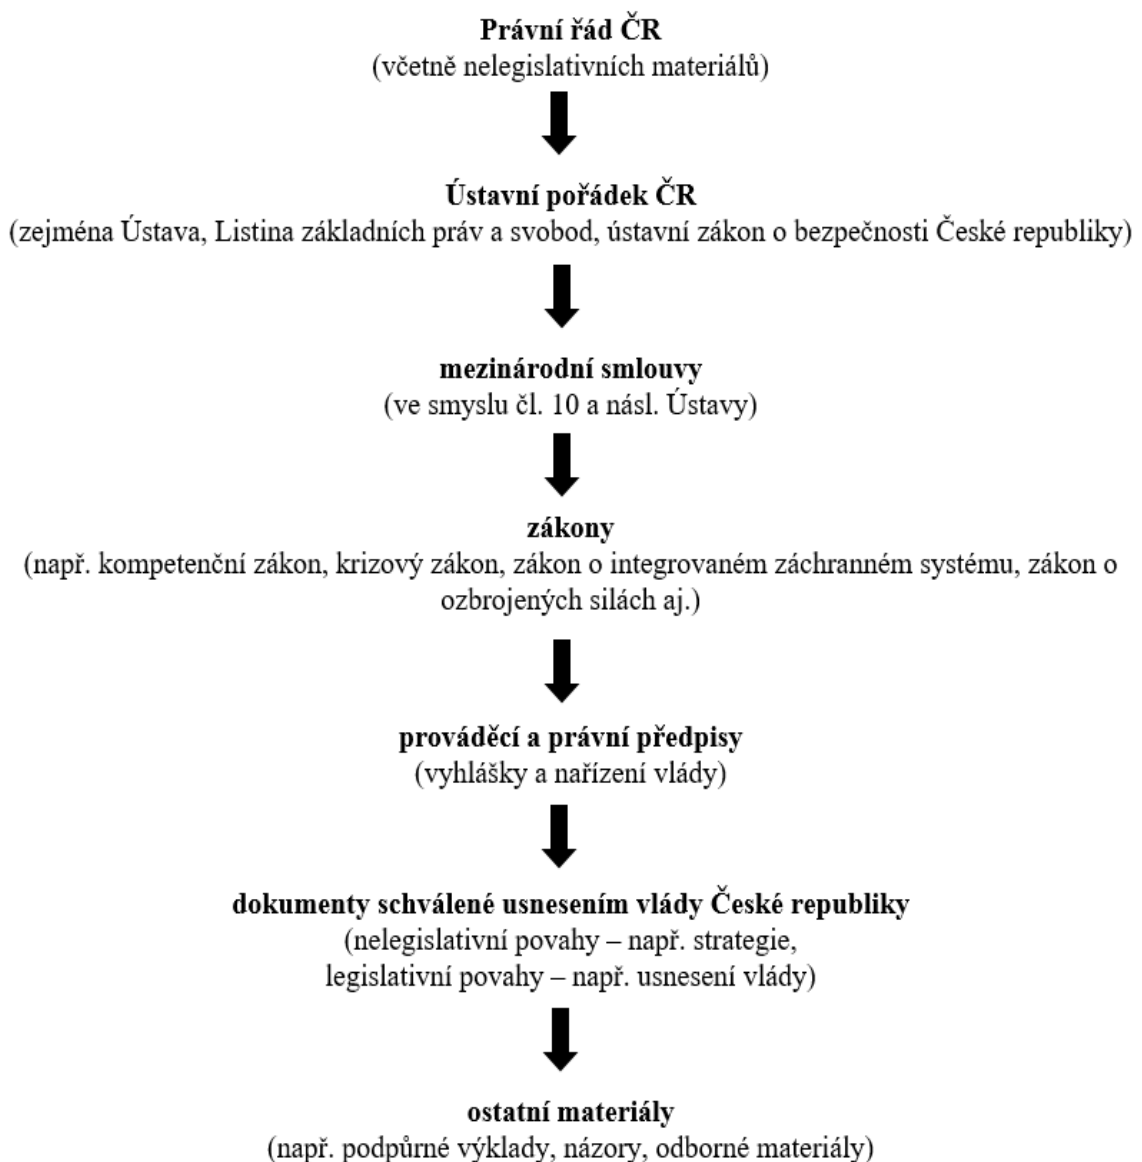 Právní řád ČR
(včetně nelegislativních materiálů)
Ústavní pořádek ČR
(zejména Ústava, Listina základních práv a svobod, ústavní zákon o bezpečnosti České republiky)
mezinárodní smlouvy
(ve smyslu čl. 10 a násl. Ústavy)
zákony
(např. kompetenční zákon, krizový zákon, zákon o integrovaném záchranném systému, zákon o
ozbrojených silách aj.)
prováděcí a právní předpisy
(vyhlášky a nařízení vlády)
dokumenty schválené usnesením vlády České republiky
(nelegislativní povahy – např. strategie,
legislativní povahy – např. usnesení vlády)
ostatní materiály
(např. podpůrné výklady, názory, odborné materiály)